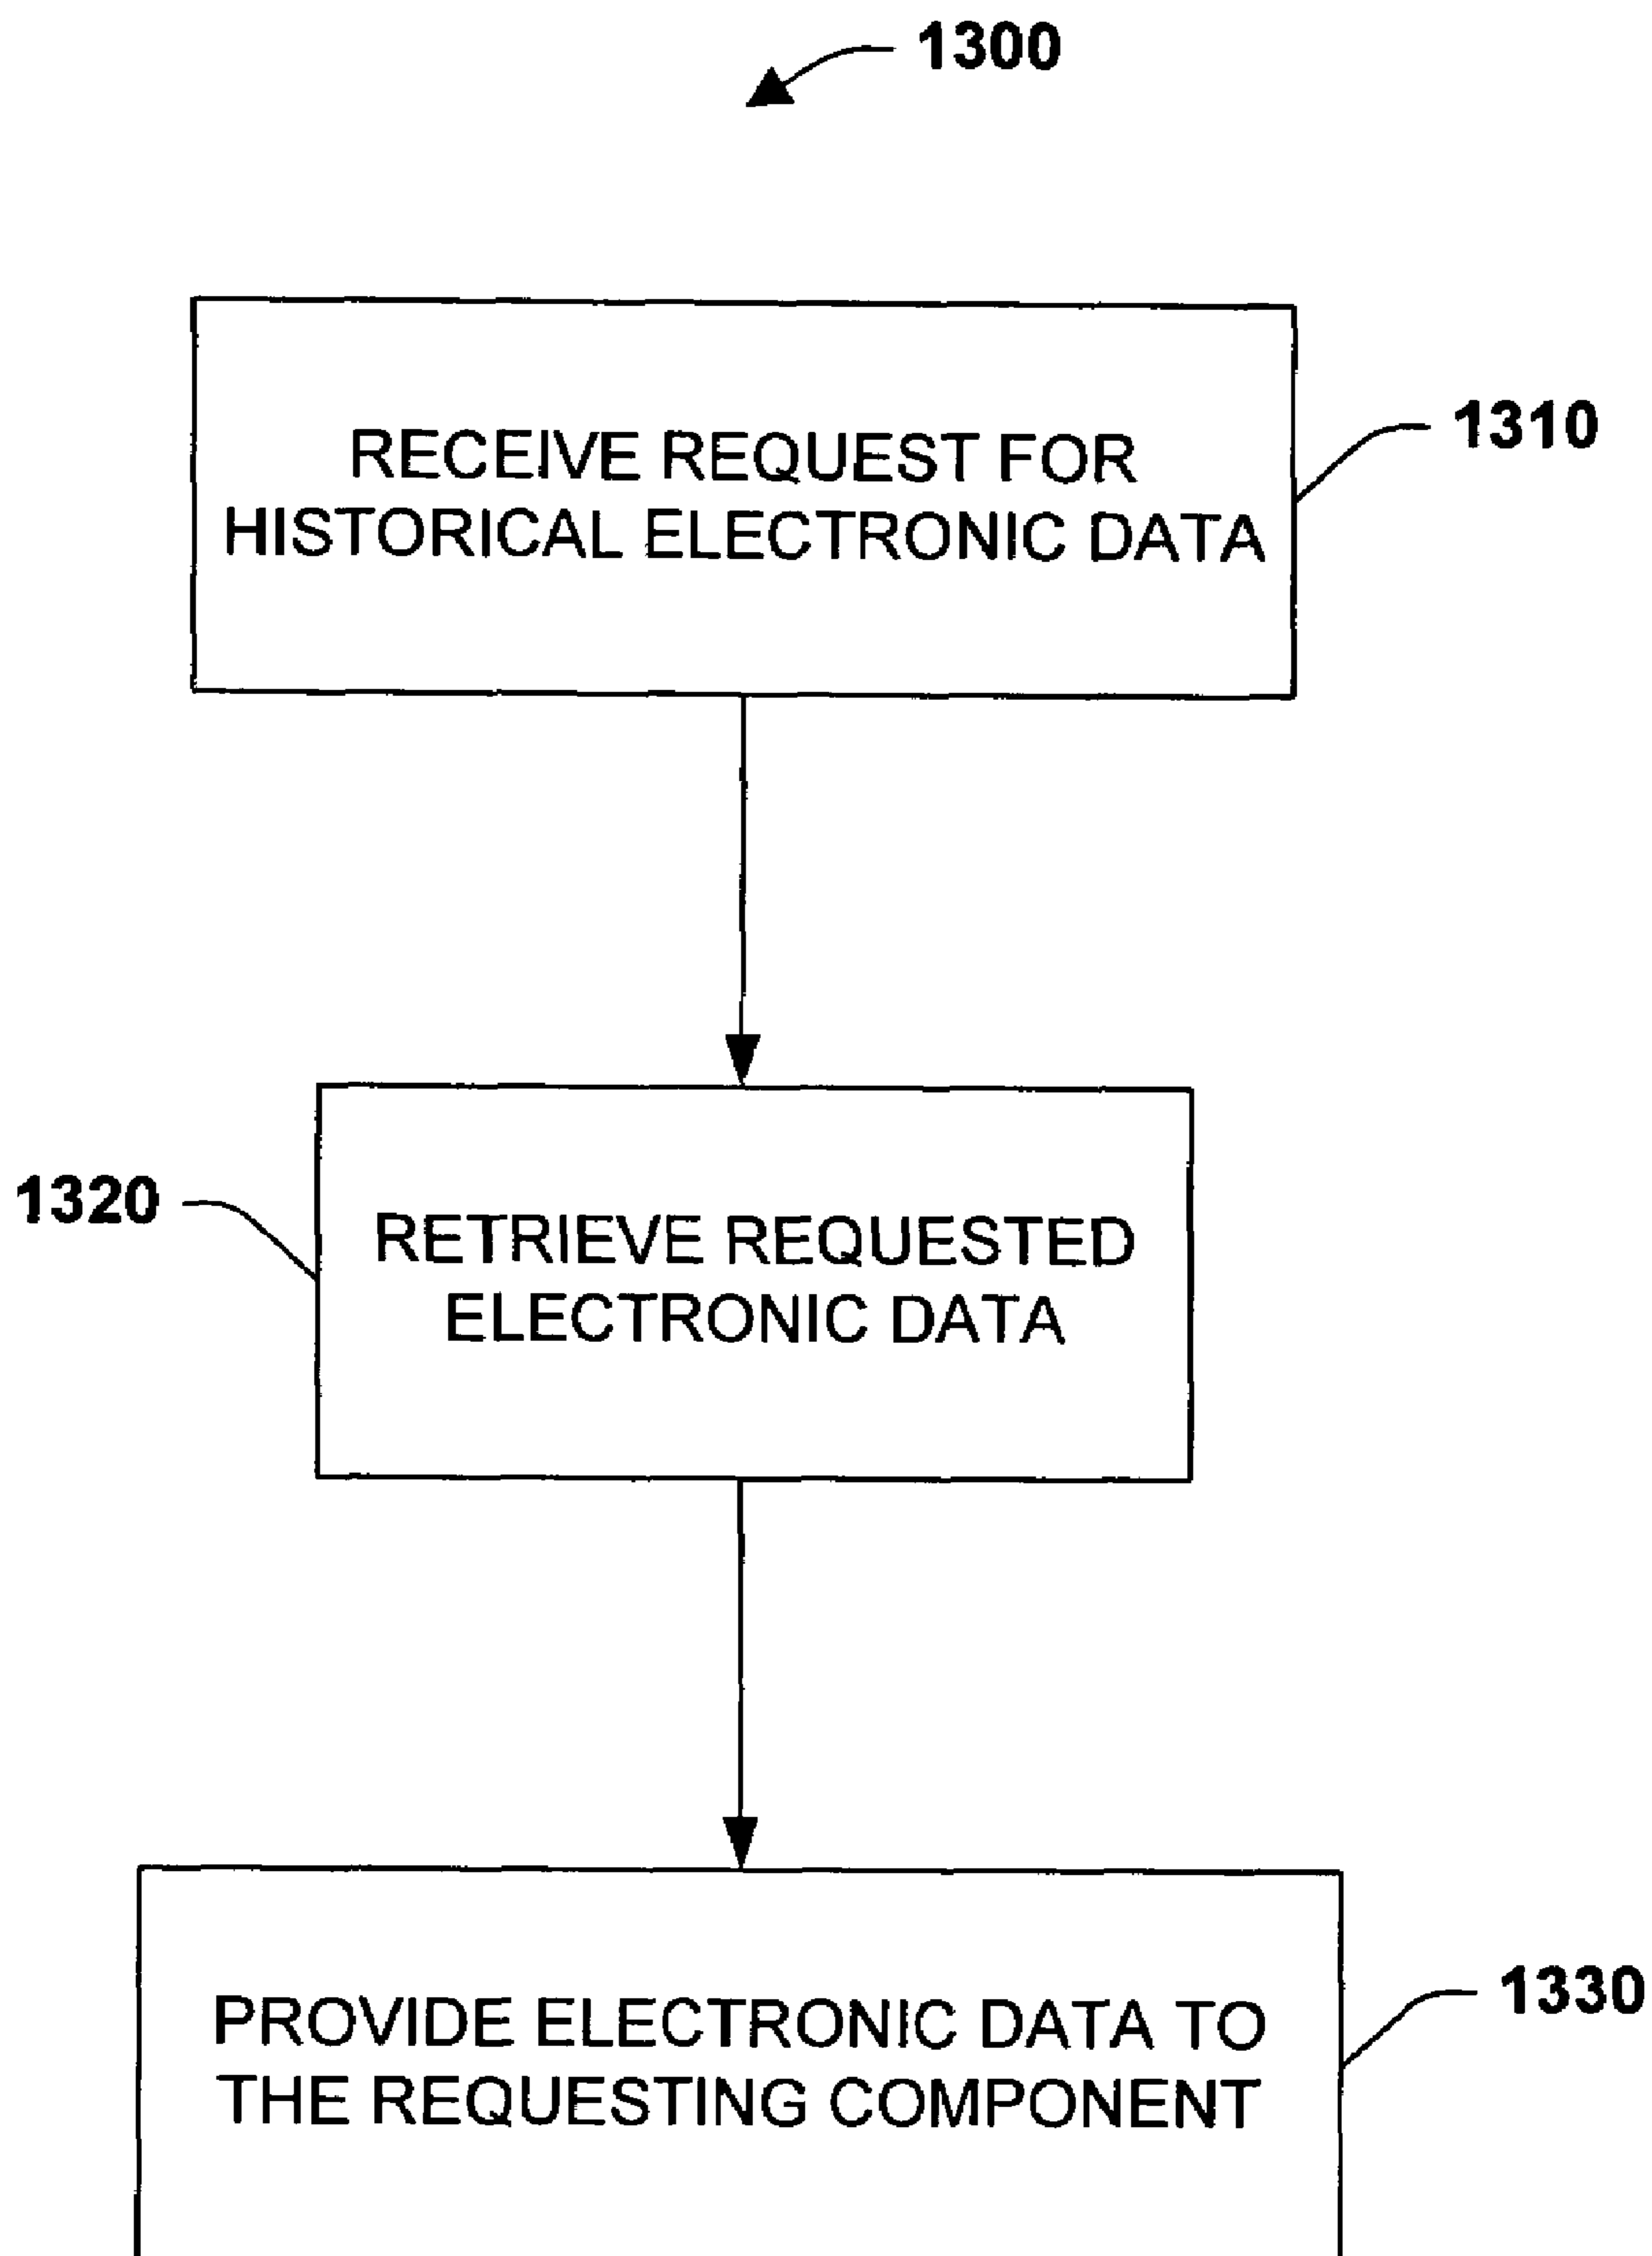 1300
RECEIVE REQUEST FOR
HISTORICAL ELECTRONIC DATA
1310
1320
RETRIEVE REQUESTED
ELECTRONIC DATA
PROVIDE ELECTRONIC DATA TO
THE REQUESTING COMPONENT
1330